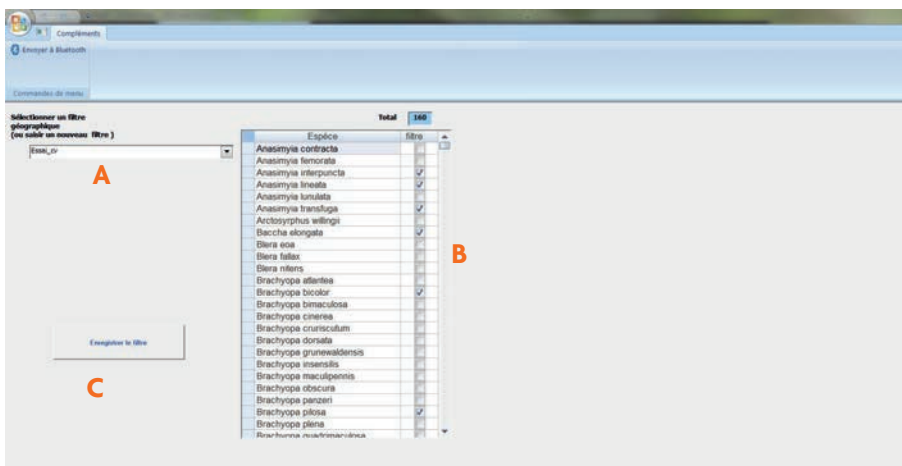 Compléments
Envoyer à Bluetooth
Commandes de menu
Sélectionner un filtre
géographique
(ou saisir un nouveau filtre )
Essai_cv
A
Total 160
Espèce filtre
Anasimyia contracta
Anasimyia femorata
Anasimyia interpuncta
Anasimyia lineata
Anasimyia lunulata
Anasimyia transfuga
Arctosyrphus willingii
Baccha elongata
Blera eoa
Blera fallax
Blera nitens
Brachyopa atlantea
Brachyopa bicolor
Brachyopa bimaculosa
Brachyopa cinerea
Brachyopa cruriscutum
Brachyopa dorsata
Brachyopa grunewaldensis
Brachyopa insensilis
Brachyopa maculipennis
Brachyopa obscura
Brachyopa panzeri
Brachyopa pilosa
Brachyopa plena
Brachyopa quadrimaculosa
B
Enregistrer le filtre
C